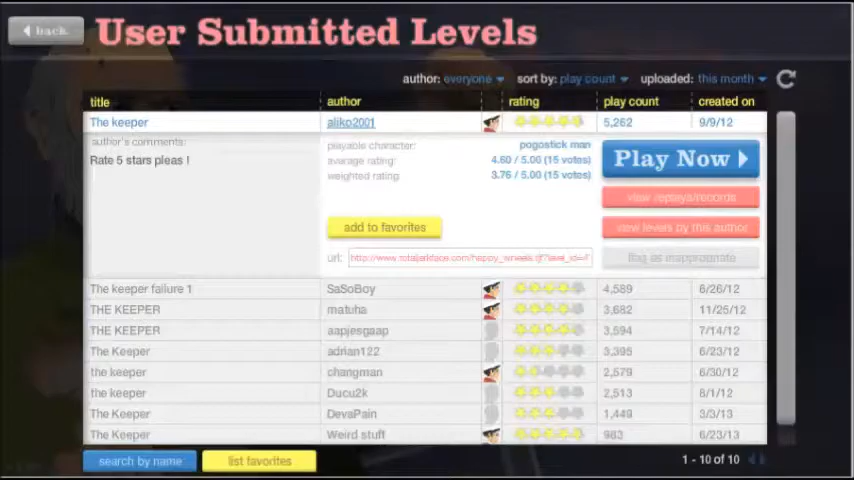 back
User Submitted Levels
author: everyone sort by: play count uploaded: this month
title author rating play count created on
The keeper aliko2001 5,262 9/9/12
author's comments:
Rate 5 stars pleas !
playable character: pogostick man
average rating: 4.60 / 5.00 (15 votes)
weighted rating: 3.76 / 5.00 (15 votes)
Play Now
view replays/records
add to favorites
view levels by this author
url:
flag as inappropriate
The keeper failure 1 SaSoBoy 4,589 6/26/12
THE KEEPER matuha 3,682 11/25/12
THE KEEPER aapjesgaap 3,594 7/14/12
The Keeper adrian122 3,395 6/23/12
the keeper changman 2,579 6/30/12
the keeper Ducu2k 2,513 8/1/12
The Keeper DevaPain 1,449 3/3/13
The Keeper Weird stuff 983 6/23/13
search by name list favorites 1 - 10 of 10